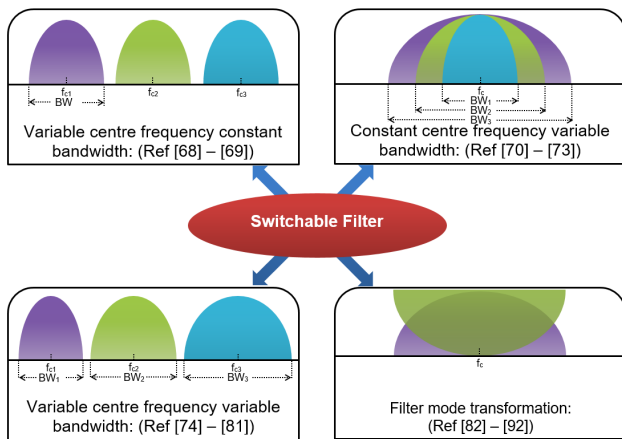 fc1 fc2 fc3
BW
Variable centre frequency constant
bandwidth: (Ref [68] – [69])
fc
BW1
BW2
BW3
Constant centre frequency variable
bandwidth: (Ref [70] – [73])
Switchable Filter
fc1 fc2 fc3
BW1 BW2 BW3
Variable centre frequency variable
bandwidth: (Ref [74] – [81])
fc
Filter mode transformation:
(Ref [82] – [92])